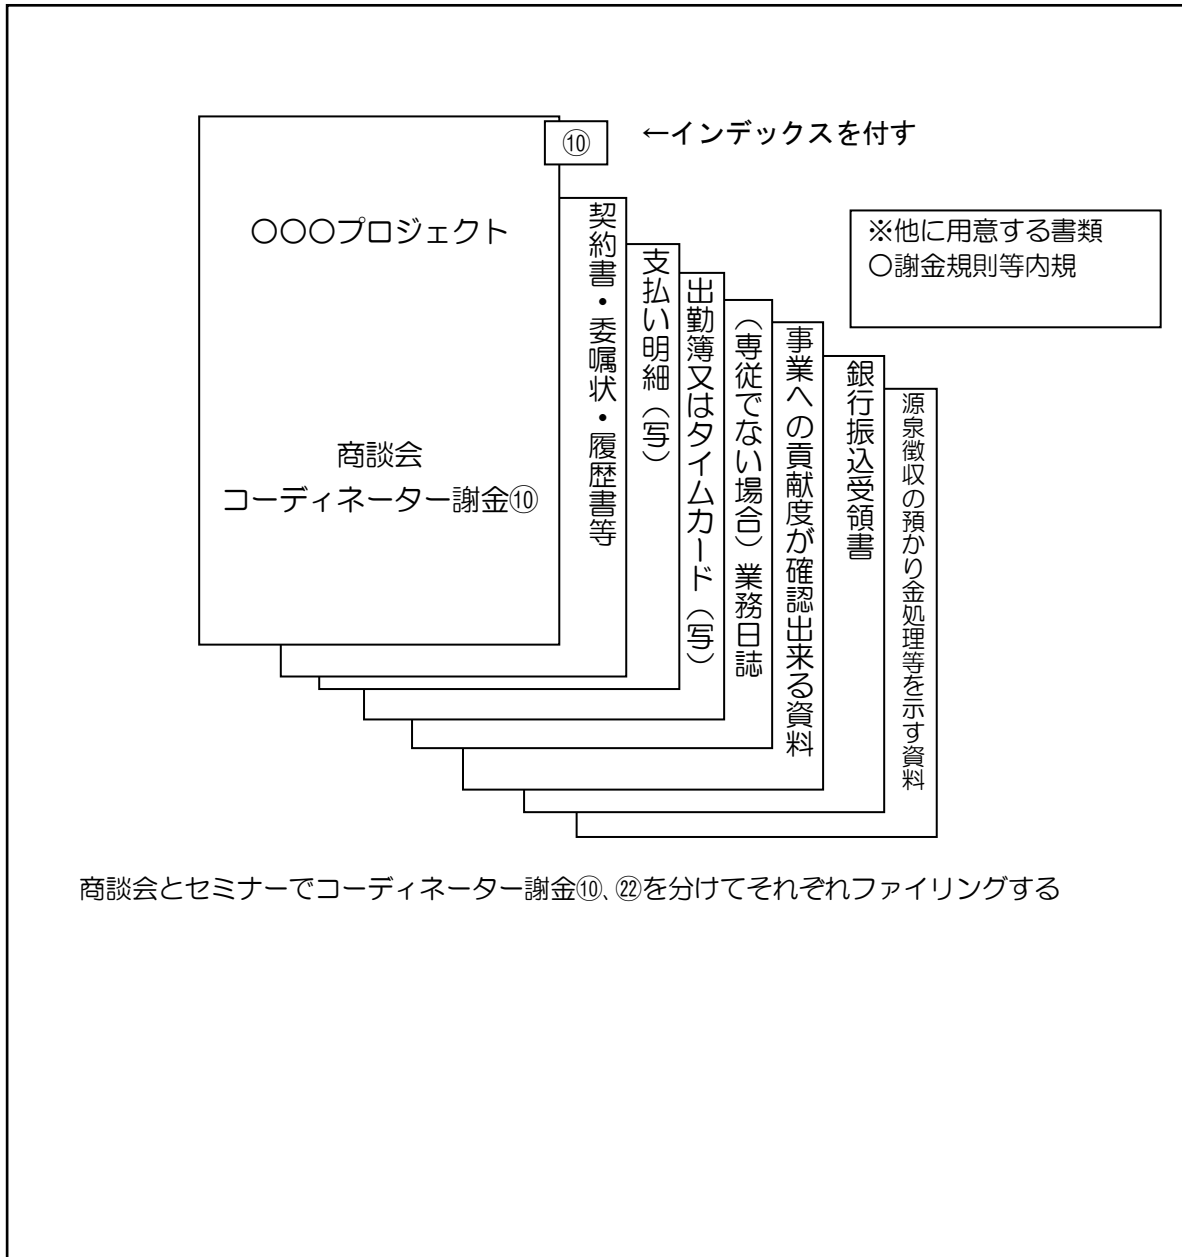 ⑩
←インデックスを付す
〇〇〇プロジェクト
商談会
コーディネーター謝金⑩
契約書・委嘱状・履歴書等
支払い明細（写）
出勤簿又はタイムカード（写）
（専従でない場合）業務日誌
事業への貢献度が確認出来る資料
銀行振込受領書
源泉徴収の預かり金処理等を示す資料
※他に用意する書類
〇謝金規則等内規
商談会とセミナーでコーディネーター謝金⑩、㉒を分けてそれぞれファイリングする